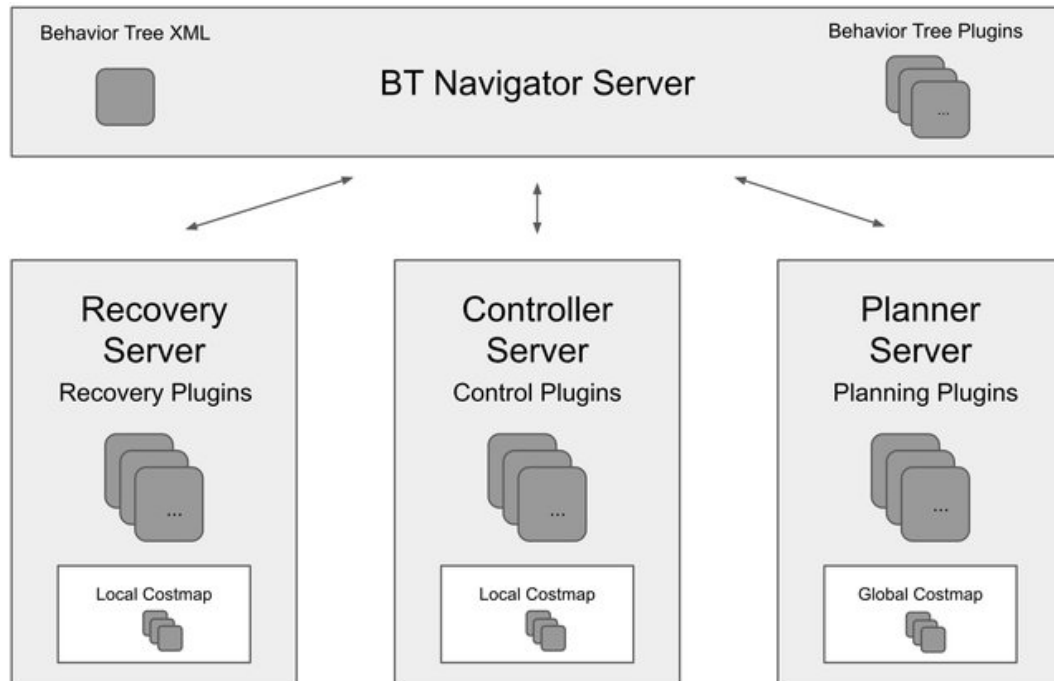 Behavior Tree XML
BT Navigator Server
Behavior Tree Plugins
...
Recovery
Server
Recovery Plugins
...
Local Costmap
Controller
Server
Control Plugins
...
Local Costmap
Planner
Server
Planning Plugins
...
Global Costmap